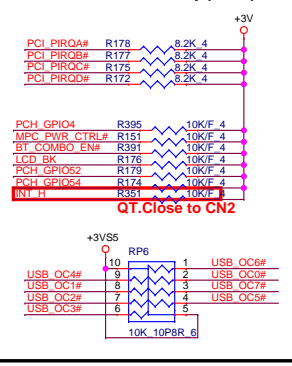 +3V
PCI_PIRQA# R178 8.2K_4
PCI_PIRQB# R177 8.2K_4
PCI_PIRQC# R175 8.2K_4
PCI_PIRQD# R172 8.2K_4
PCH_GPIO4 R395 10K/F_4
MPC_PWR_CTRL# R151 10K/F_4
BT_COMBO_EN# R391 10K/F_4
LCD_BK R176 10K/F_4
PCH_GPIO52 R179 10K/F_4
PCH_GPIO54 R174 10K/F_4
INT_H R351 10K/F_4
QT.Close to CN2
+3VS5
RP6
10 1 USB_OC6#
USB_OC4# 9 2 USB_OC0#
USB_OC1# 8 3 USB_OC7#
USB_OC2# 7 4 USB_OC5#
USB_OC3# 6 5
10K_10P8R_6